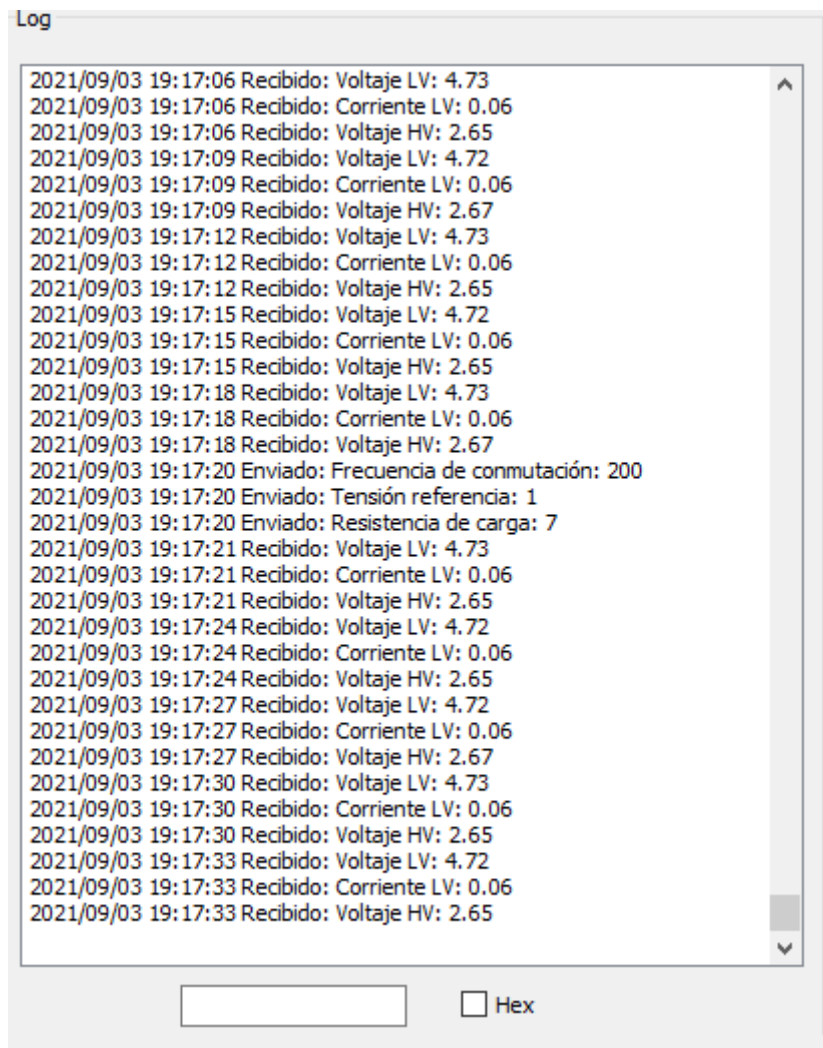 Log
2021/09/03 19:17:06 Recibido: Voltaje LV: 4.73
2021/09/03 19:17:06 Recibido: Corriente LV: 0.06
2021/09/03 19:17:06 Recibido: Voltaje HV: 2.65
2021/09/03 19:17:09 Recibido: Voltaje LV: 4.72
2021/09/03 19:17:09 Recibido: Corriente LV: 0.06
2021/09/03 19:17:09 Recibido: Voltaje HV: 2.67
2021/09/03 19:17:12 Recibido: Voltaje LV: 4.73
2021/09/03 19:17:12 Recibido: Corriente LV: 0.06
2021/09/03 19:17:12 Recibido: Voltaje HV: 2.65
2021/09/03 19:17:15 Recibido: Voltaje LV: 4.72
2021/09/03 19:17:15 Recibido: Corriente LV: 0.06
2021/09/03 19:17:15 Recibido: Voltaje HV: 2.65
2021/09/03 19:17:18 Recibido: Voltaje LV: 4.73
2021/09/03 19:17:18 Recibido: Corriente LV: 0.06
2021/09/03 19:17:18 Recibido: Voltaje HV: 2.67
2021/09/03 19:17:20 Enviado: Frecuencia de conmutación: 200
2021/09/03 19:17:20 Enviado: Tensión referencia: 1
2021/09/03 19:17:20 Enviado: Resistencia de carga: 7
2021/09/03 19:17:21 Recibido: Voltaje LV: 4.73
2021/09/03 19:17:21 Recibido: Corriente LV: 0.06
2021/09/03 19:17:21 Recibido: Voltaje HV: 2.65
2021/09/03 19:17:24 Recibido: Voltaje LV: 4.72
2021/09/03 19:17:24 Recibido: Corriente LV: 0.06
2021/09/03 19:17:24 Recibido: Voltaje HV: 2.65
2021/09/03 19:17:27 Recibido: Voltaje LV: 4.72
2021/09/03 19:17:27 Recibido: Corriente LV: 0.06
2021/09/03 19:17:27 Recibido: Voltaje HV: 2.67
2021/09/03 19:17:30 Recibido: Voltaje LV: 4.73
2021/09/03 19:17:30 Recibido: Corriente LV: 0.06
2021/09/03 19:17:30 Recibido: Voltaje HV: 2.65
2021/09/03 19:17:33 Recibido: Voltaje LV: 4.72
2021/09/03 19:17:33 Recibido: Corriente LV: 0.06
2021/09/03 19:17:33 Recibido: Voltaje HV: 2.65
Hex